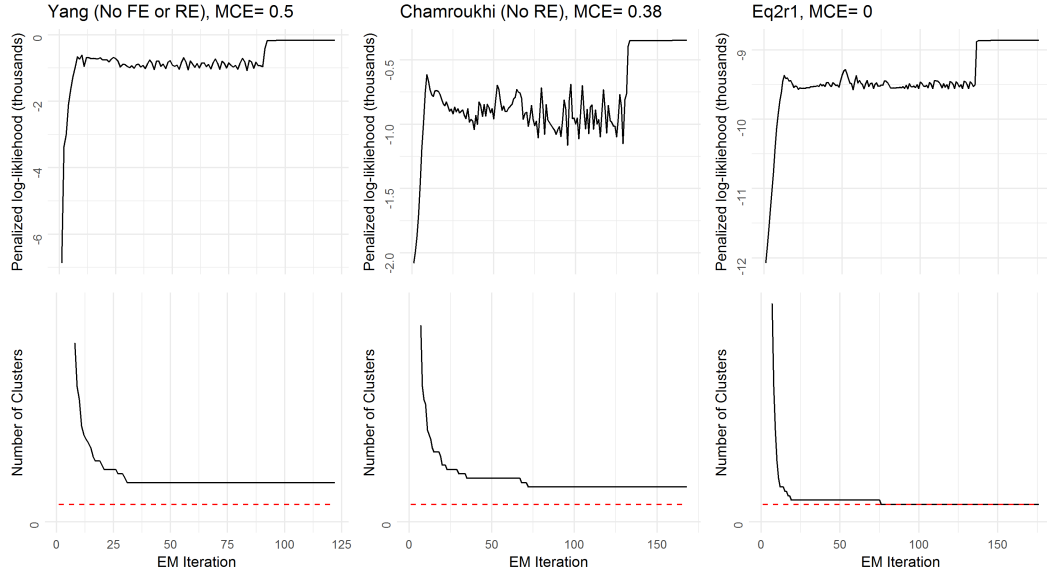 Yang (No FE or RE), MCE= 0.5
Penalized log-likliehood (thousands)
0
-2
-4
-6
Chamroukhi (No RE), MCE= 0.38
Penalized log-likliehood (thousands)
-0.5
-1.0
-1.5
-2.0
Eq2r1, MCE= 0
Penalized log-likliehood (thousands)
-9
-10
-11
-12
Number of Clusters
0
0 25 50 75 100 125
EM Iteration
Number of Clusters
0
0 50 100 150
EM Iteration
Number of Clusters
0
0 50 100 150
EM Iteration